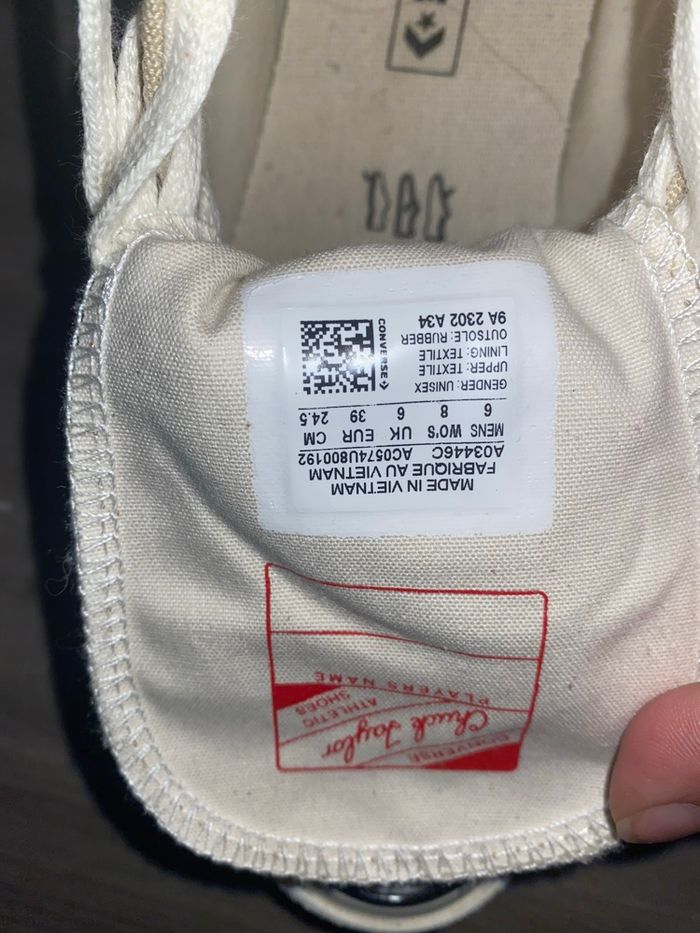 CONVERSE
Chuck Taylor
ATHLETIC
SHOES
PLAYERS NAME
MADE IN VIETNAM
FABRIQUE AU VIETNAM
A03446C AC0574U800192
MENS WO'S UK EUR CM
6 8 6 39 24.5
GENDER: UNISEX
UPPER: TEXTILE
LINING: TEXTILE
OUTSOLE: RUBBER
9A 2302 A34
CONVERSE